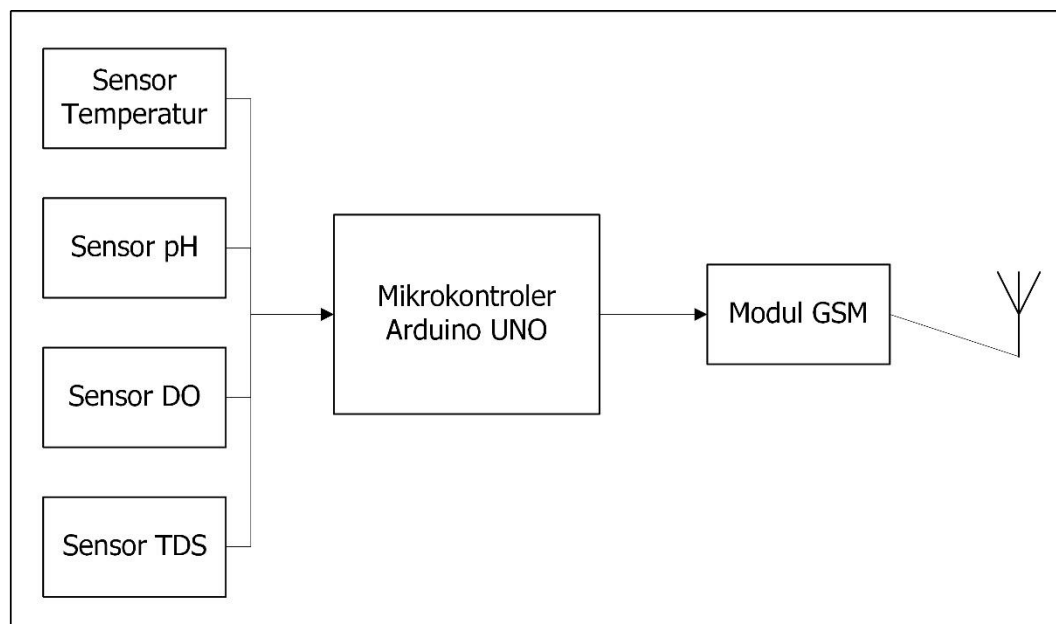 Sensor
Temperatur
Sensor pH
Sensor DO
Sensor TDS
Mikrokontroler
Arduino UNO
Modul GSM